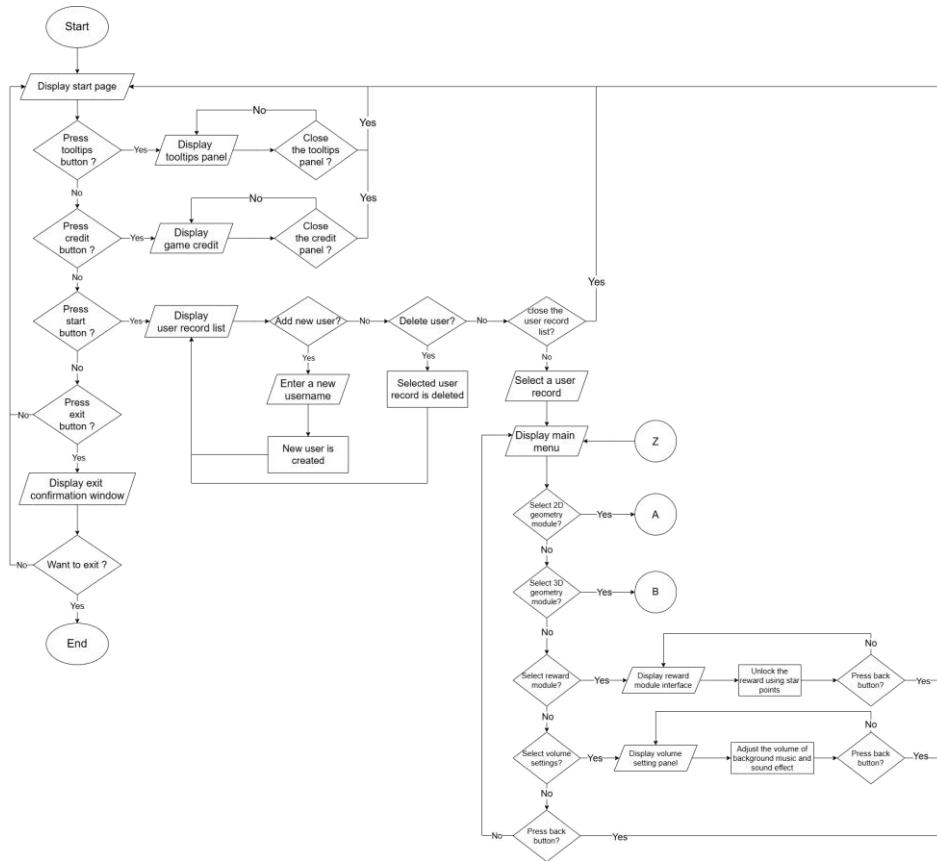 Start
Display start page
Press
tooltips
button ?
Yes
Display
tooltips panel
No
Close
the tooltips
panel ?
Yes
No
Press
credit
button ?
Yes
Display
game credit
No
Close
the credit
panel ?
Yes
No
Press
start
button ?
Yes
Display
user record list
Add new user?
No
Delete user?
No
close the
user record
list?
Yes
Yes
Enter a new
username
New user is
created
Yes
Selected user
record is deleted
No
Select a user
record
No
Press
exit
button ?
No
Yes
Display exit
confirmation window
Want to exit ?
No
Yes
End
Display main
menu
Z
Select 2D
geometry
module?
Yes
A
No
Select 3D
geometry
module?
Yes
B
No
Select reward
module?
Yes
Display reward
module interface
Unlock the
reward using star
points
Press back
button?
No
Yes
No
Select volume
settings?
Yes
Display volume
setting panel
Adjust the volume of
background music and
sound effect
Press back
button?
No
Yes
No
Press back
button?
No
Yes